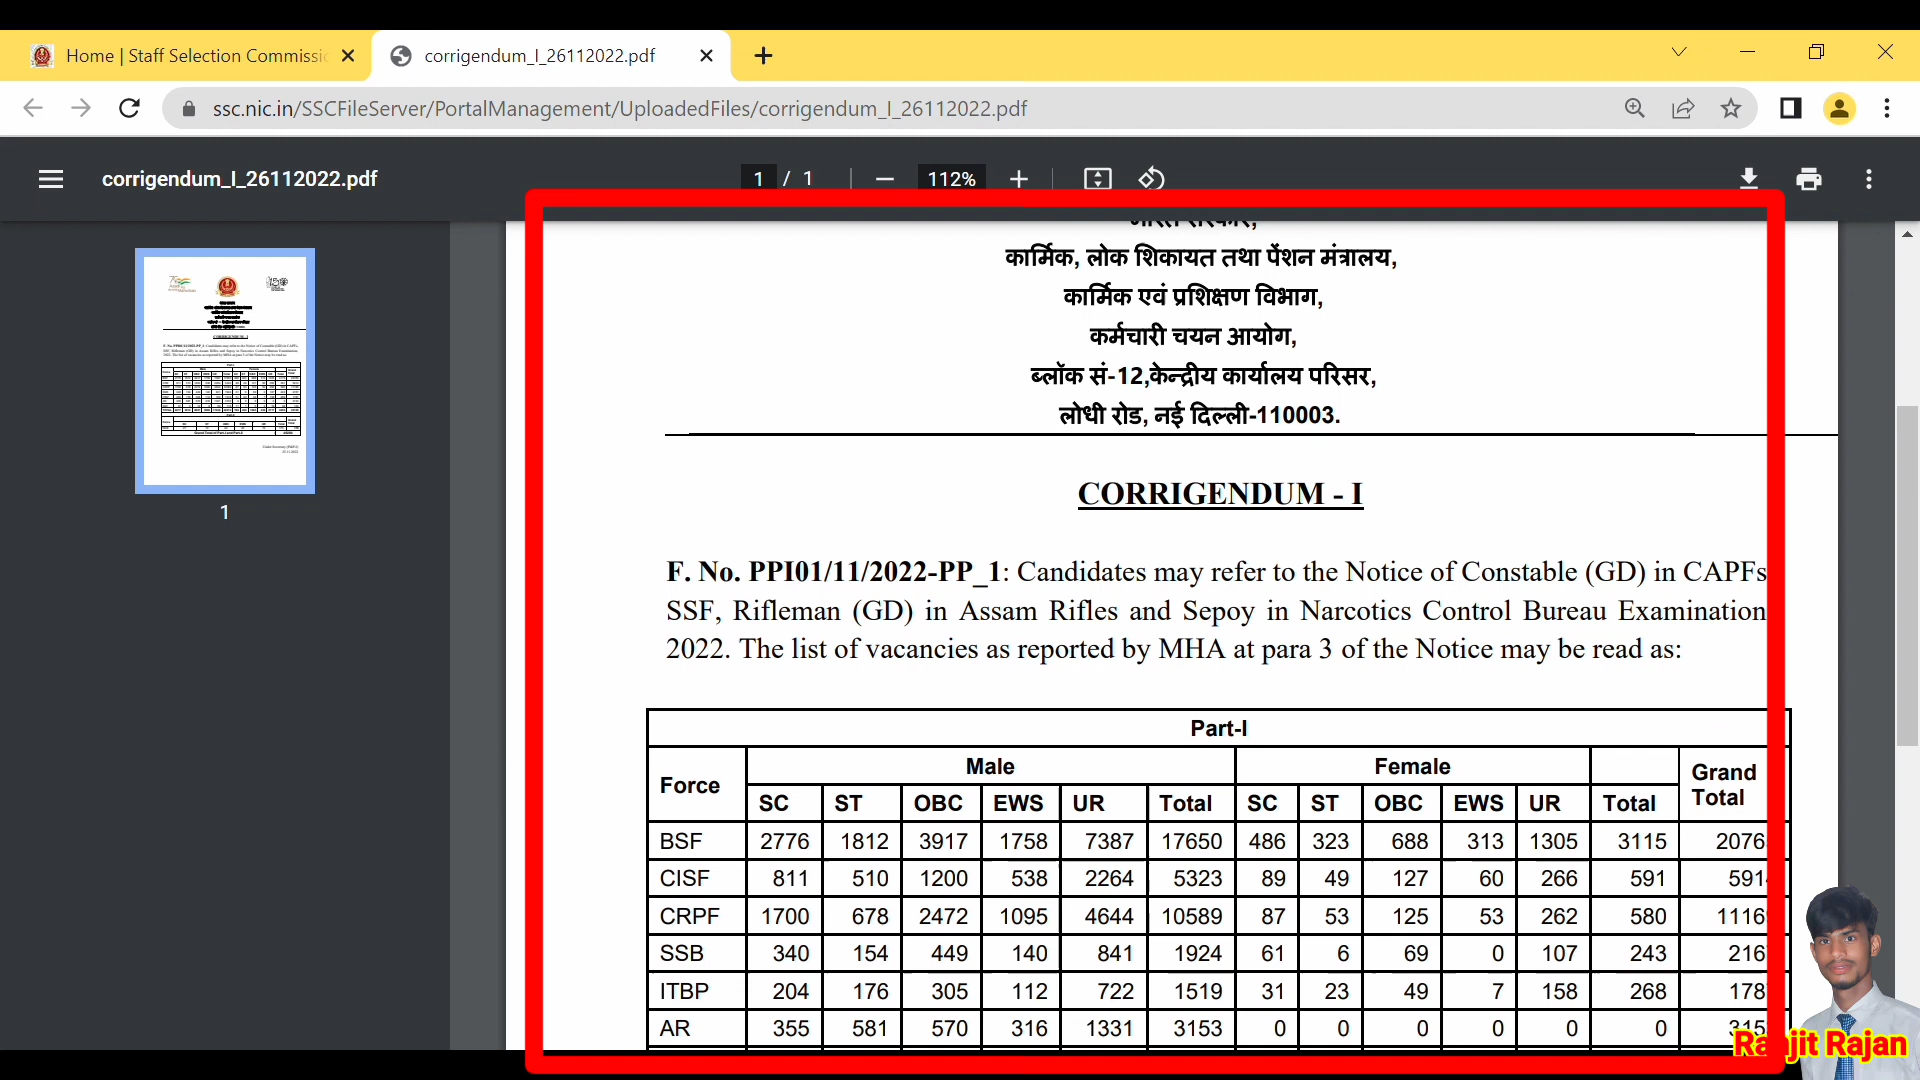 Home | Staff Selection Commissi
corrigendum_I_26112022.pdf
ssc.nic.in/SSCFileServer/PortalManagement/UploadedFiles/corrigendum_I_26112022.pdf
corrigendum_I_26112022.pdf
1 / 1
112%
1
कार्मिक, लोक शिकायत तथा पेंशन मंत्रालय,
कार्मिक एवं प्रशिक्षण विभाग,
कर्मचारी चयन आयोग,
ब्लॉक सं-12,केन्द्रीय कार्यालय परिसर,
लोधी रोड, नई दिल्ली-110003.
CORRIGENDUM - I
F. No. PPI01/11/2022-PP_1: Candidates may refer to the Notice of Constable (GD) in CAPFs
SSF, Rifleman (GD) in Assam Rifles and Sepoy in Narcotics Control Bureau Examination
2022. The list of vacancies as reported by MHA at para 3 of the Notice may be read as:
Part-I
Force Male Female Grand Total
SC ST OBC EWS UR Total SC ST OBC EWS UR Total
BSF 2776 1812 3917 1758 7387 17650 486 323 688 313 1305 3115 2076
CISF 811 510 1200 538 2264 5323 89 49 127 60 266 591 591
CRPF 1700 678 2472 1095 4644 10589 87 53 125 53 262 580 1116
SSB 340 154 449 140 841 1924 61 6 69 0 107 243 216
ITBP 204 176 305 112 722 1519 31 23 49 7 158 268 178
AR 355 581 570 316 1331 3153 0 0 0 0 0 0 315
Ranjit Rajan